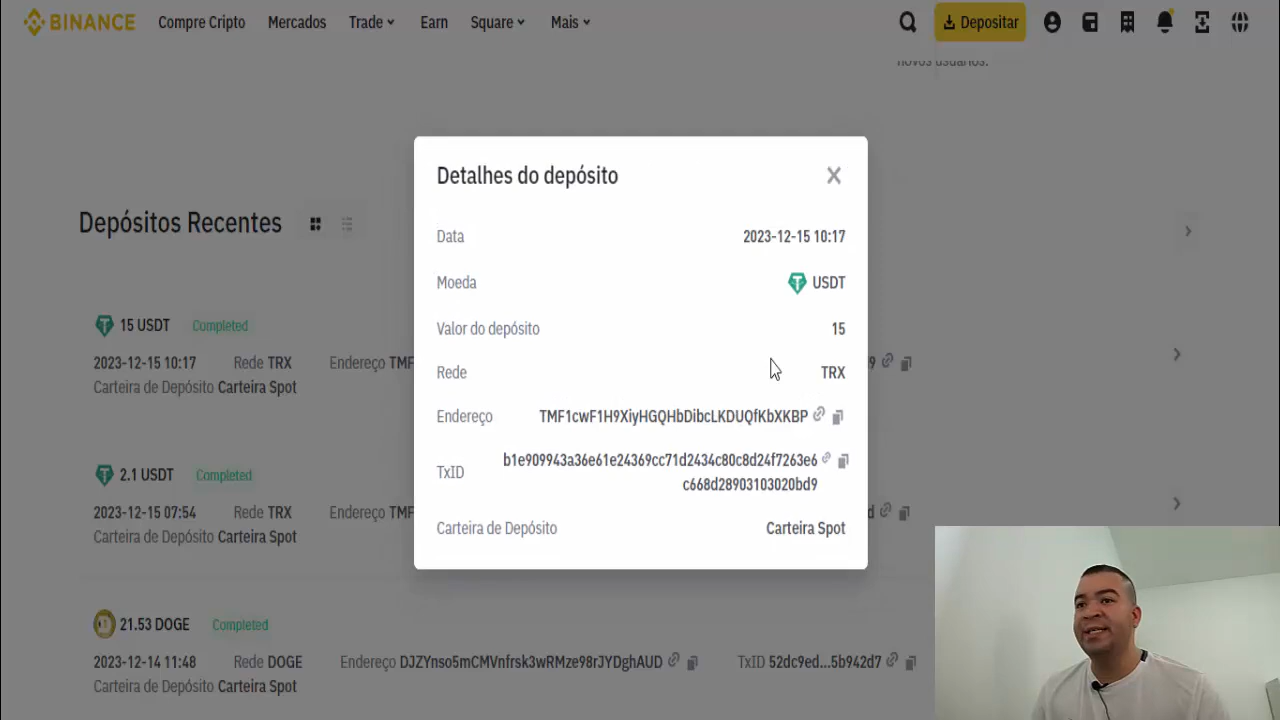 BINANCE Compre Cripto Mercados Trade Earn Square Mais Depositar
novos usuários.
Detalhes do depósito
Depósitos Recentes
Data 2023-12-15 10:17
Moeda USDT
Valor do depósito 15
Rede TRX
Endereço TMF1cwF1H9XiyHGQHbDibcLKDUQfKbXKBP
TxID b1e909943a36e61e24369cc71d2434c80c8d24f7263e6
c668d28903103020bd9
Carteira de Depósito Carteira Spot
15 USDT Completed
2023-12-15 10:17 Rede TRX Endereço TMF
Carteira de Depósito Carteira Spot
2.1 USDT Completed
2023-12-15 07:54 Rede TRX Endereço TMF
Carteira de Depósito Carteira Spot
21.53 DOGE Completed
2023-12-14 11:48 Rede DOGE Endereço DJZYnso5mCMVnfrsk3wRMze98rJYDghAUD TxID 52dc9ed...5b942d7
Carteira de Depósito Carteira Spot